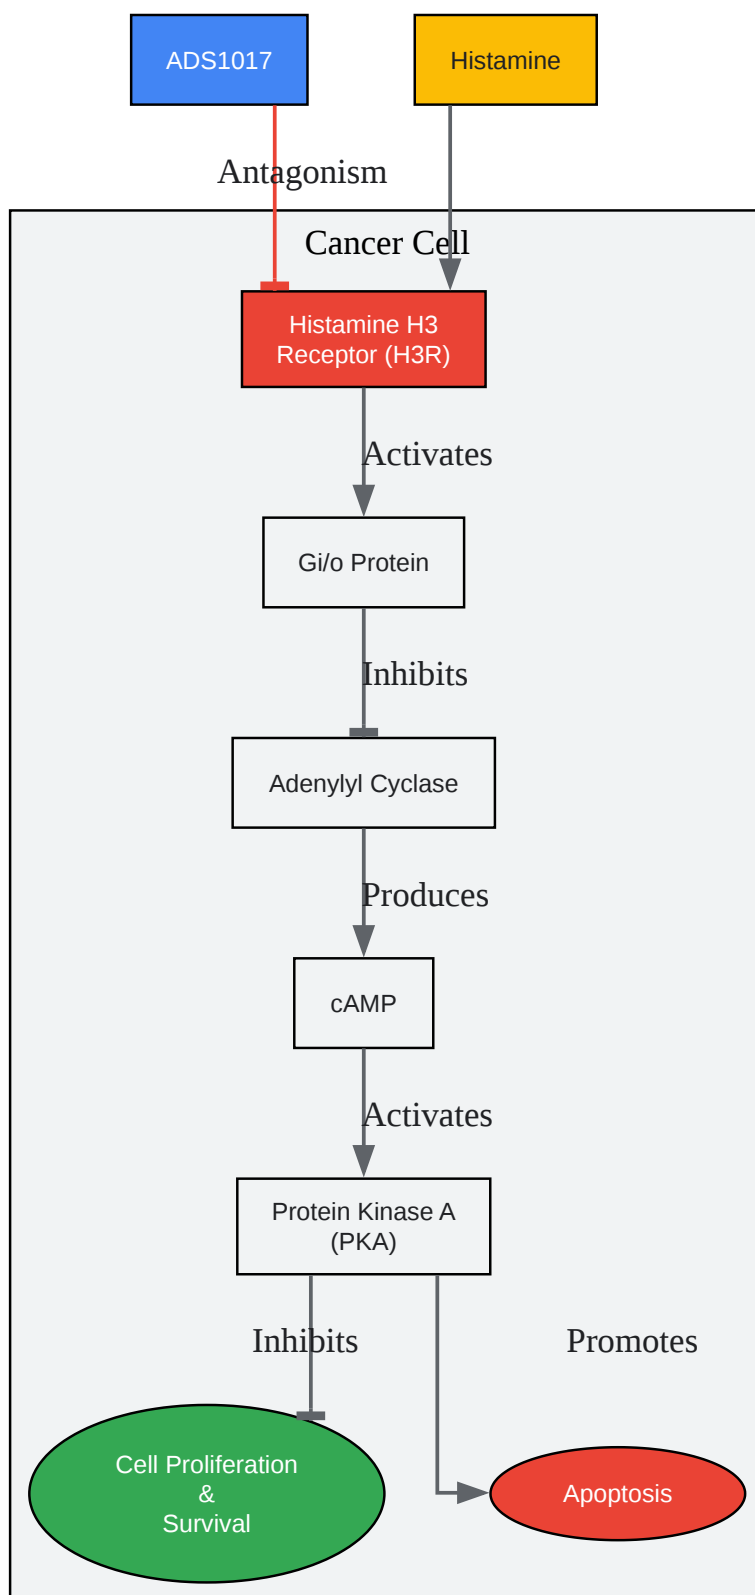 ADS1017
Histamine
Antagonism
Cancer Cell
Histamine H3
Receptor (H3R)
Activates
Gi/o Protein
Inhibits
Adenylyl Cyclase
Produces
cAMP
Activates
Protein Kinase A
(PKA)
Inhibits
Promotes
Cell Proliferation
&
Survival
Apoptosis